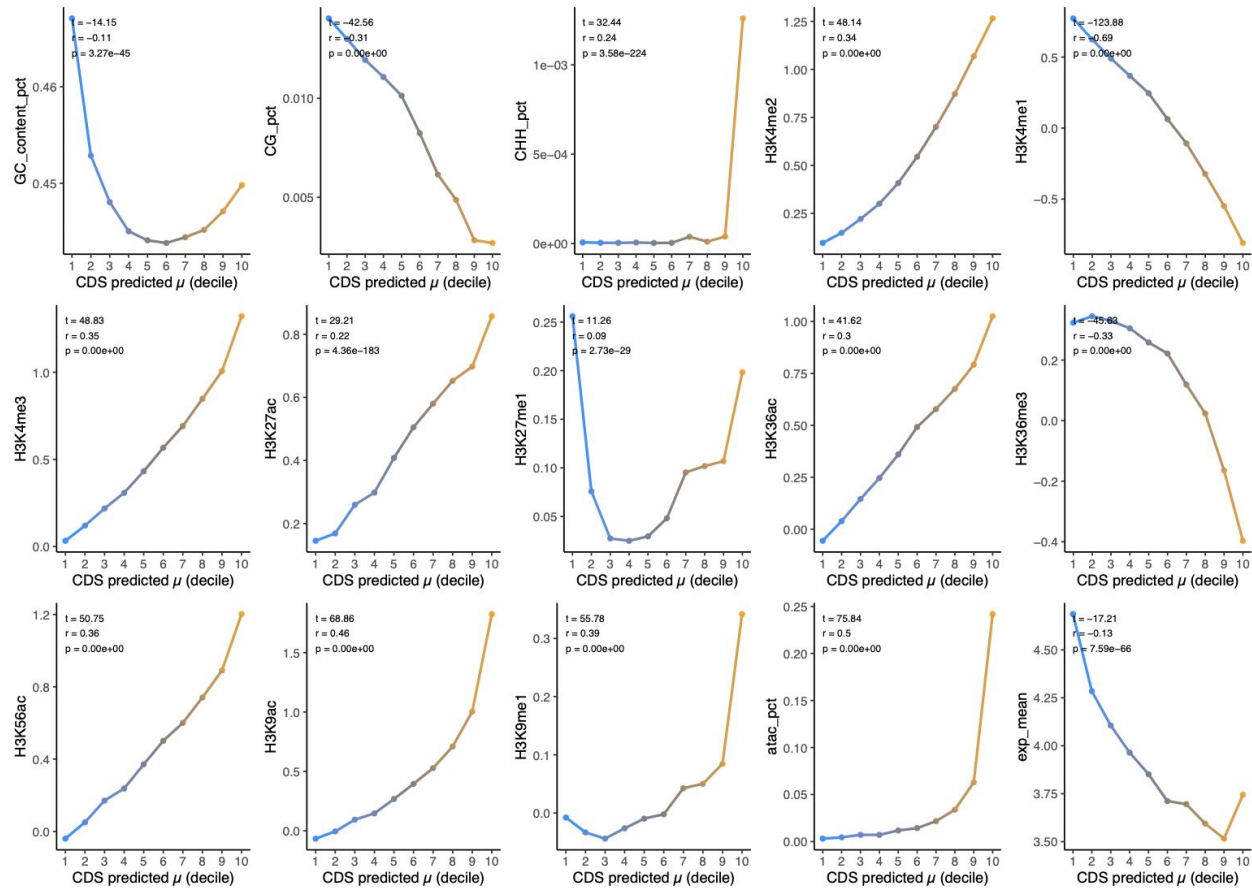 t = −14.15
r = −0.11
p = 3.27e−45
GC_content_pct
0.46
0.45
1 2 3 4 5 6 7 8 9 10
CDS predicted μ (decile)
t = −42.56
r = −0.31
p = 0.00e+00
CG_pct
0.010
0.005
1 2 3 4 5 6 7 8 9 10
CDS predicted μ (decile)
t = 32.44
r = 0.24
p = 3.58e−224
CHH_pct
1e−03
5e−04
0e+00
1 2 3 4 5 6 7 8 9 10
CDS predicted μ (decile)
t = 48.14
r = 0.34
p = 0.00e+00
H3K4me2
1.25
1.00
0.75
0.50
0.25
1 2 3 4 5 6 7 8 9 10
CDS predicted μ (decile)
t = −123.88
r = −0.69
p = 0.00e+00
H3K4me1
0.5
0.0
−0.5
1 2 3 4 5 6 7 8 9 10
CDS predicted μ (decile)
t = 48.83
r = 0.35
p = 0.00e+00
H3K4me3
1.0
0.5
0.0
1 2 3 4 5 6 7 8 9 10
CDS predicted μ (decile)
t = 29.21
r = 0.22
p = 4.36e−183
H3K27ac
0.8
0.6
0.4
0.2
1 2 3 4 5 6 7 8 9 10
CDS predicted μ (decile)
t = 11.26
r = 0.09
p = 2.73e−29
H3K27me1
0.25
0.20
0.15
0.10
0.05
1 2 3 4 5 6 7 8 9 10
CDS predicted μ (decile)
t = 41.62
r = 0.3
p = 0.00e+00
H3K36ac
1.00
0.75
0.50
0.25
0.00
1 2 3 4 5 6 7 8 9 10
CDS predicted μ (decile)
t = −45.63
r = −0.33
p = 0.00e+00
H3K36me3
0.2
0.0
−0.2
−0.4
1 2 3 4 5 6 7 8 9 10
CDS predicted μ (decile)
t = 50.75
r = 0.36
p = 0.00e+00
H3K56ac
1.2
0.8
0.4
0.0
1 2 3 4 5 6 7 8 9 10
CDS predicted μ (decile)
t = 68.86
r = 0.46
p = 0.00e+00
H3K9ac
1.5
1.0
0.5
0.0
1 2 3 4 5 6 7 8 9 10
CDS predicted μ (decile)
t = 55.78
r = 0.39
p = 0.00e+00
H3K9me1
0.3
0.2
0.1
0.0
1 2 3 4 5 6 7 8 9 10
CDS predicted μ (decile)
t = 75.84
r = 0.5
p = 0.00e+00
atac_pct
0.25
0.20
0.15
0.10
0.05
0.00
1 2 3 4 5 6 7 8 9 10
CDS predicted μ (decile)
t = −17.21
r = −0.13
p = 7.59e−66
exp_mean
4.50
4.25
4.00
3.75
3.50
1 2 3 4 5 6 7 8 9 10
CDS predicted μ (decile)